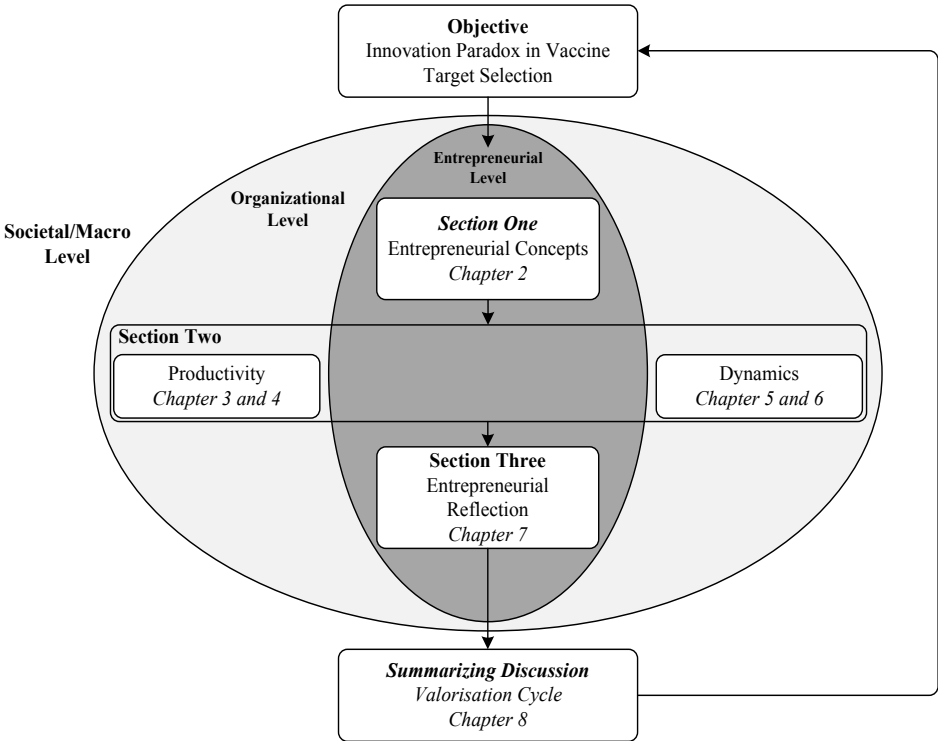 Objective
Innovation Paradox in Vaccine
Target Selection
Entrepreneurial
Level
Organizational
Level
Societal/Macro
Level
Section One
Entrepreneurial Concepts
Chapter 2
Section Two
Productivity
Chapter 3 and 4
Dynamics
Chapter 5 and 6
Section Three
Entrepreneurial
Reflection
Chapter 7
Summarizing Discussion
Valorisation Cycle
Chapter 8